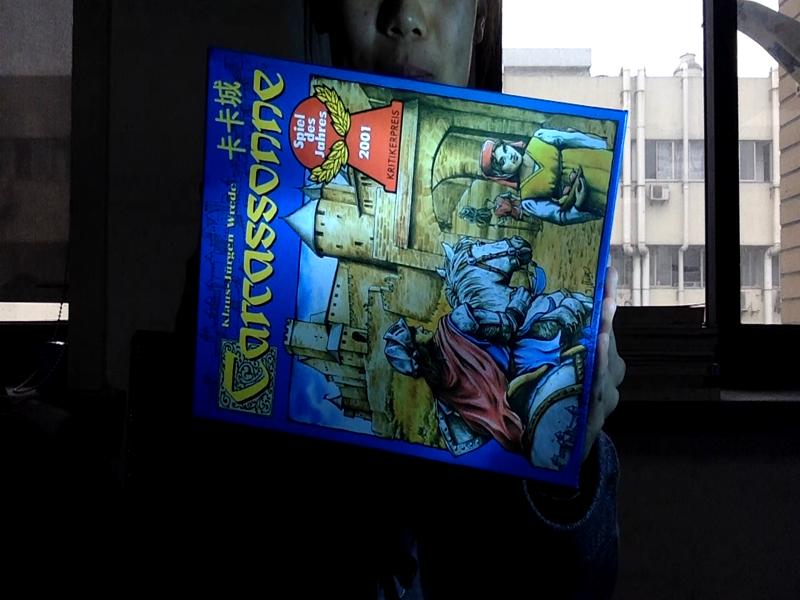 卡卡城
Klaus-Jürgen Wrede
Carcassonne
Spiel
des
Jahres
2001
KRITIKERPREIS